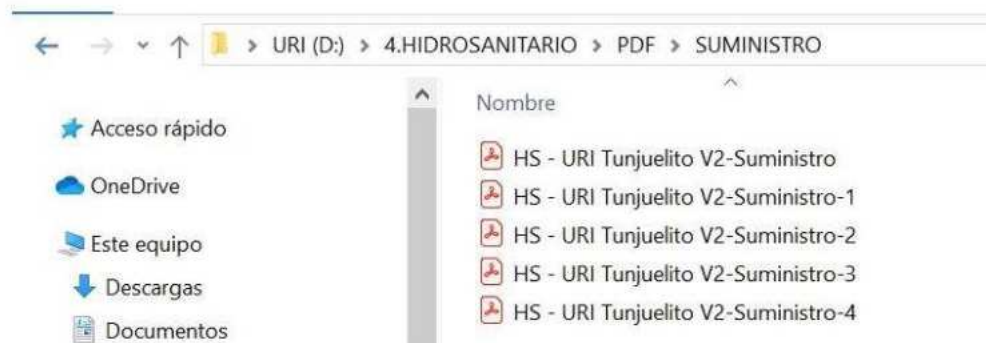 URI (D:) > 4.HIDROSANITARIO > PDF > SUMINISTRO
Acceso rápido
OneDrive
Este equipo
Descargas
Documentos
Nombre
HS - URI Tunjuelito V2-Suministro
HS - URI Tunjuelito V2-Suministro-1
HS - URI Tunjuelito V2-Suministro-2
HS - URI Tunjuelito V2-Suministro-3
HS - URI Tunjuelito V2-Suministro-4